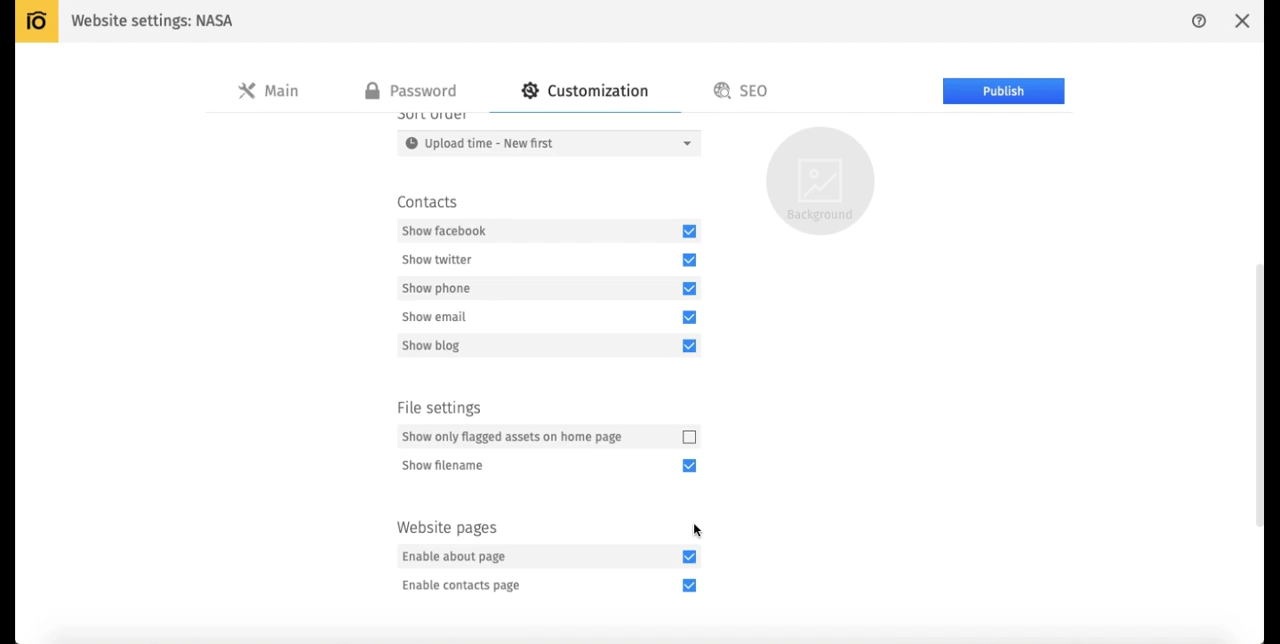 Website settings: NASA
Main
Password
Customization
SEO
Publish
Sort order
Upload time - New first
Background
Contacts
Show facebook
Show twitter
Show phone
Show email
Show blog
File settings
Show only flagged assets on home page
Show filename
Website pages
Enable about page
Enable contacts page